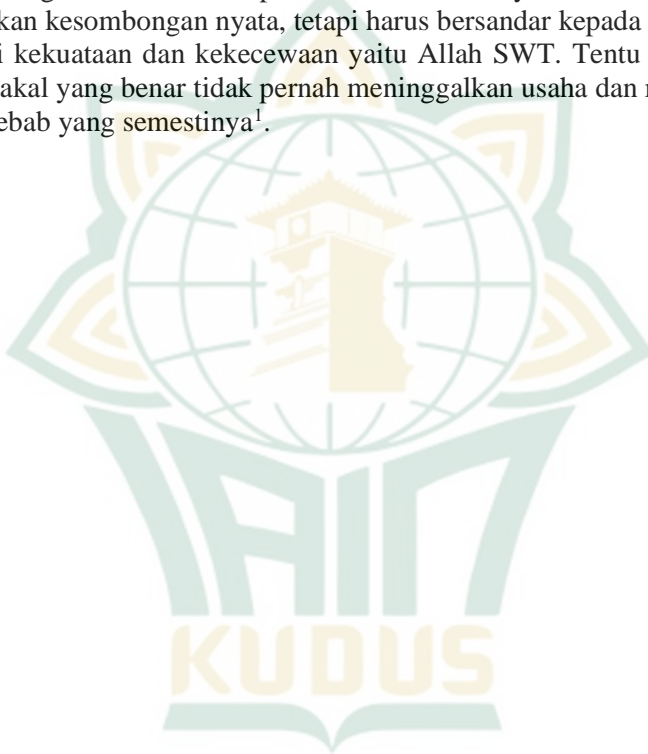 kan kesombongan nyata, tetapi harus bersandar kepada
i kekuataan dan kekecewaan yaitu Allah SWT. Tentu
akal yang benar tidak pernah meninggalkan usaha dan
ebab yang semestinya¹.
IAIN
KUDUS